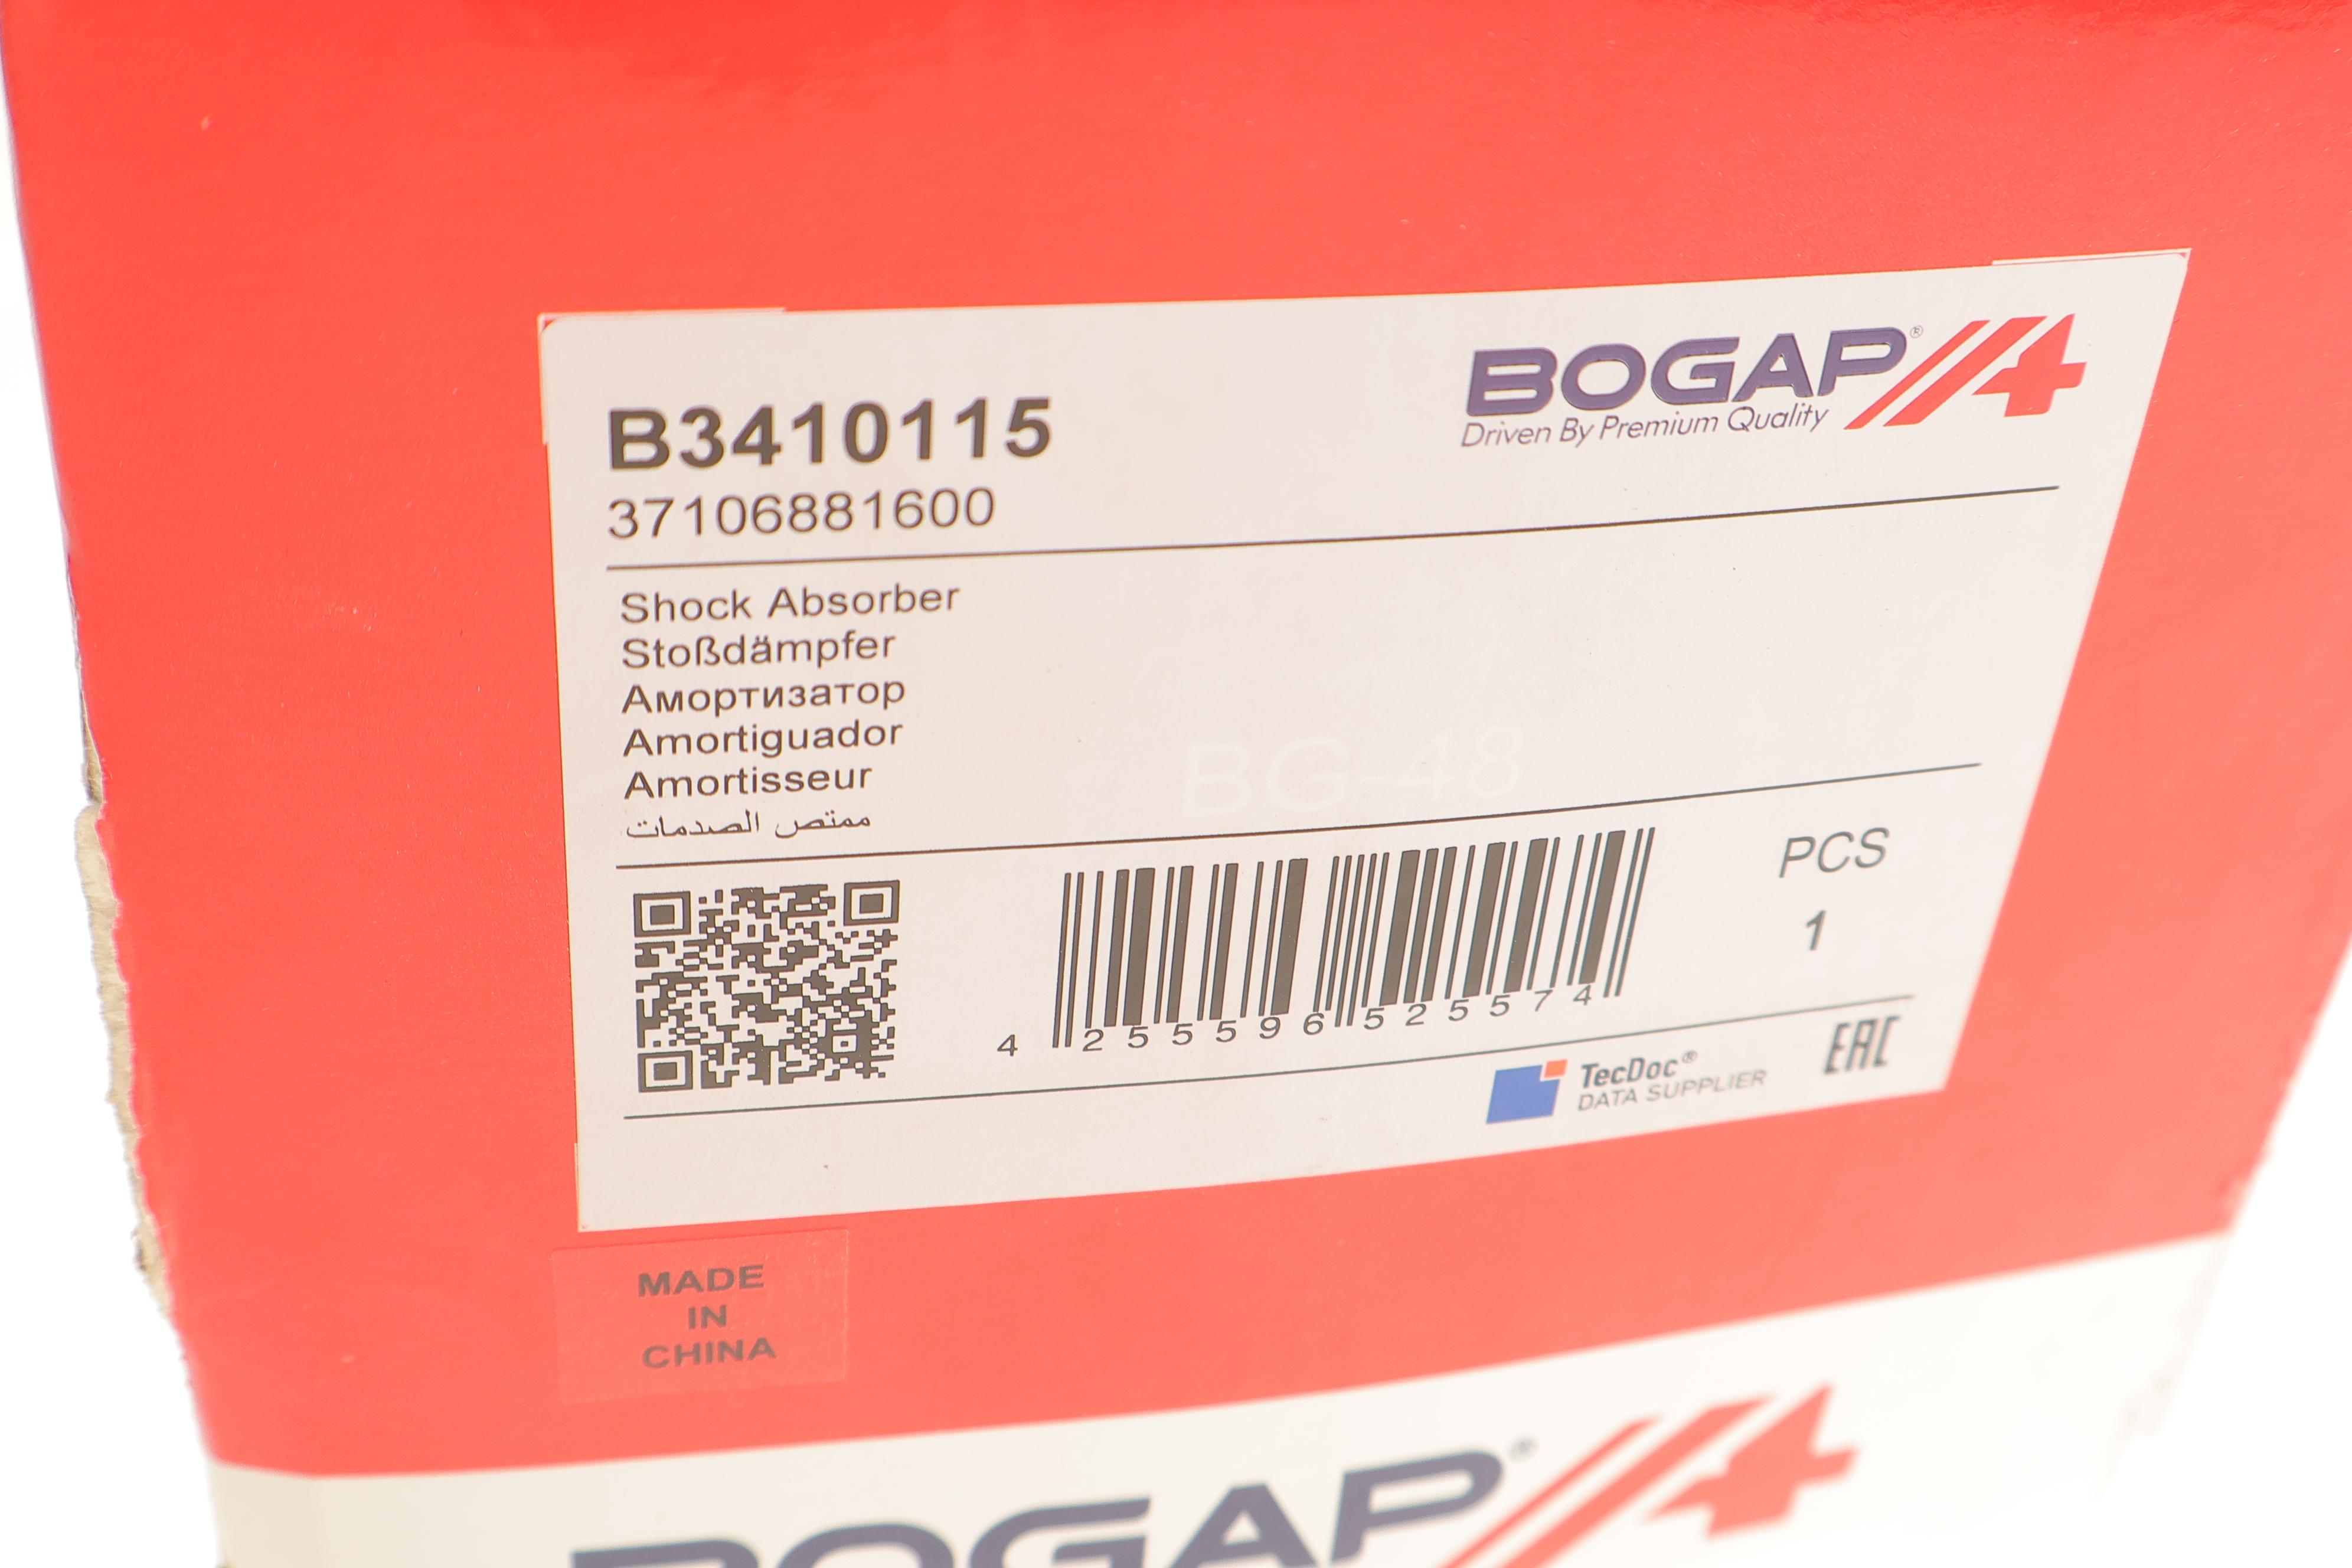 BOGAP®
Driven By Premium Quality
B3410115
37106881600
Shock Absorber
Stoßdämpfer
Амортизатор
Amortiguador
Amortisseur
ممتص الصدمات
BG-48
4 255596 525574
PCS
1
TecDoc®
DATA SUPPLIER
EAC
MADE
IN
CHINA
BOGAP®